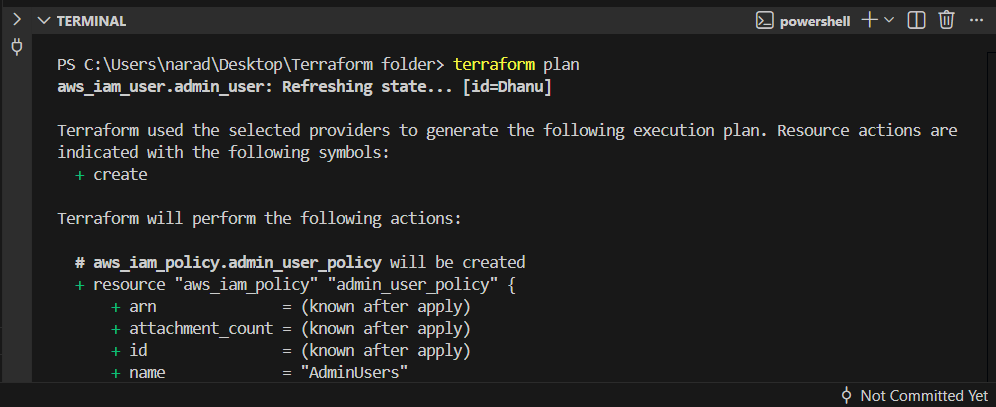 TERMINAL
powershell
PS C:\Users\narad\Desktop\Terraform folder> terraform plan
aws_iam_user.admin_user: Refreshing state... [id=Dhanu]
Terraform used the selected providers to generate the following execution plan. Resource actions are
indicated with the following symbols:
+ create
Terraform will perform the following actions:
# aws_iam_policy.admin_user_policy will be created
+ resource "aws_iam_policy" "admin_user_policy" {
+ arn = (known after apply)
+ attachment_count = (known after apply)
+ id = (known after apply)
+ name = "AdminUsers"
Not Committed Yet